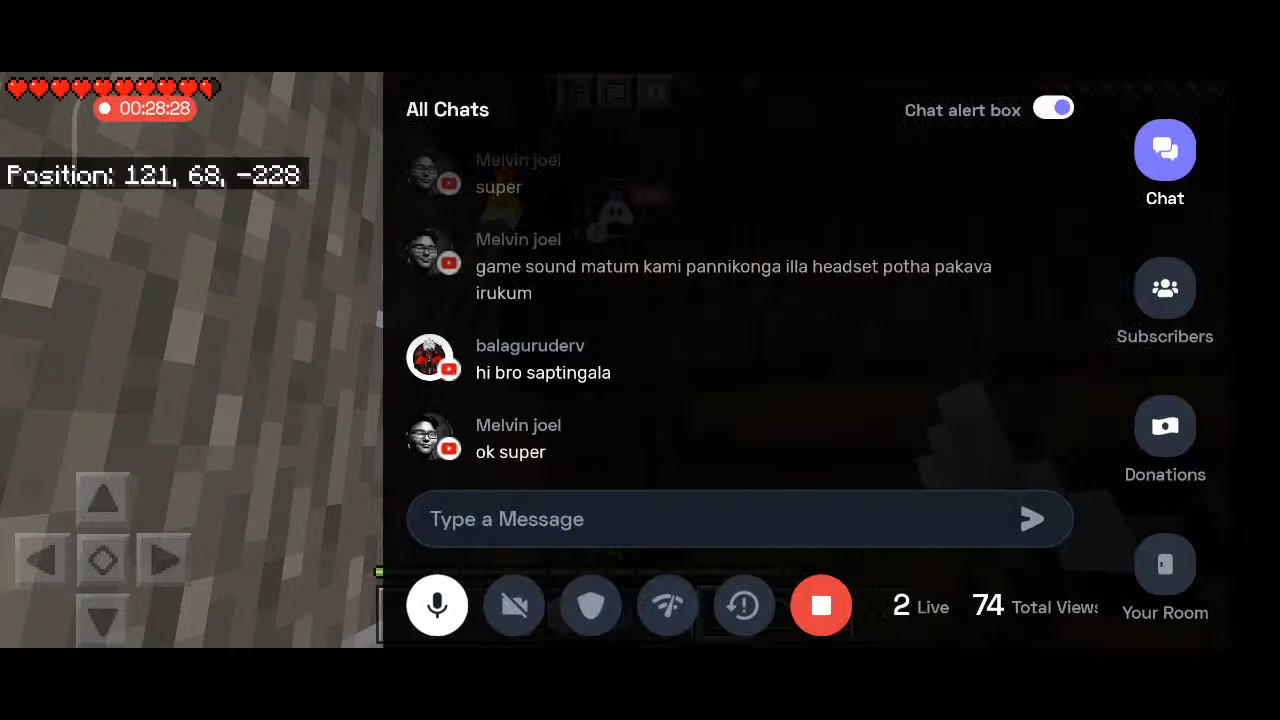 00:28:28
Position: 121, 68, -228
All Chats
Chat alert box
Melvin joel
super
Melvin joel
game sound matum kami pannikonga illa headset potha pakava
irukum
balaguruderv
hi bro saptingala
Melvin joel
ok super
Type a Message
2 Live 74 Total Views
Chat
Subscribers
Donations
Your Room